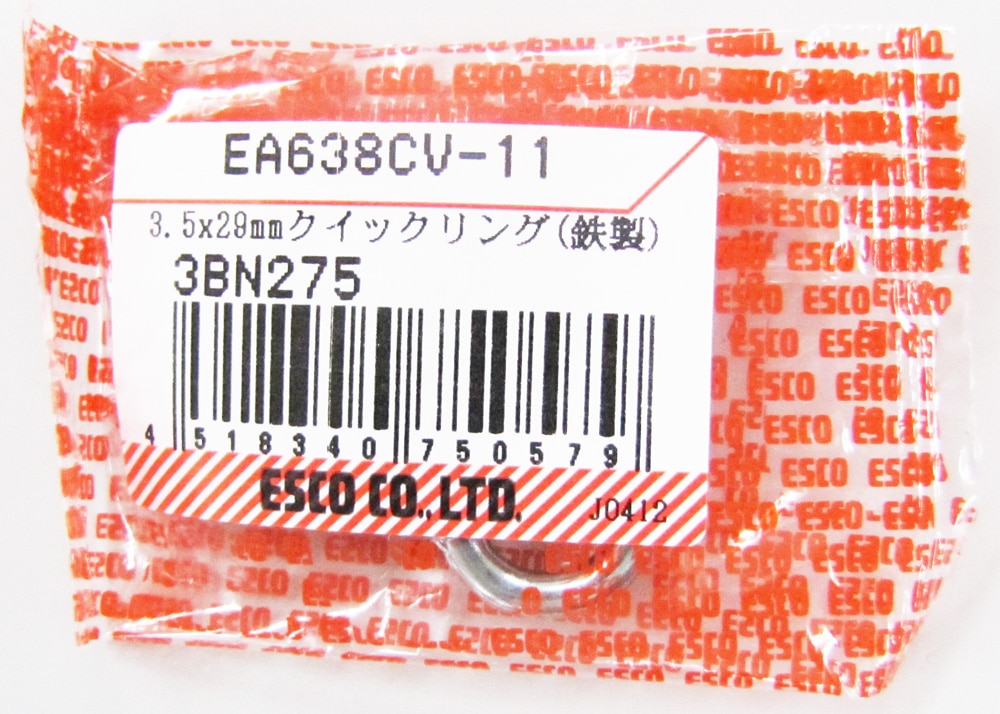 EA638CV-11
3.5x29mmクイックリング(鉄製)
3BN275
4 518340 750579
ESCO CO., LTD.
J0412